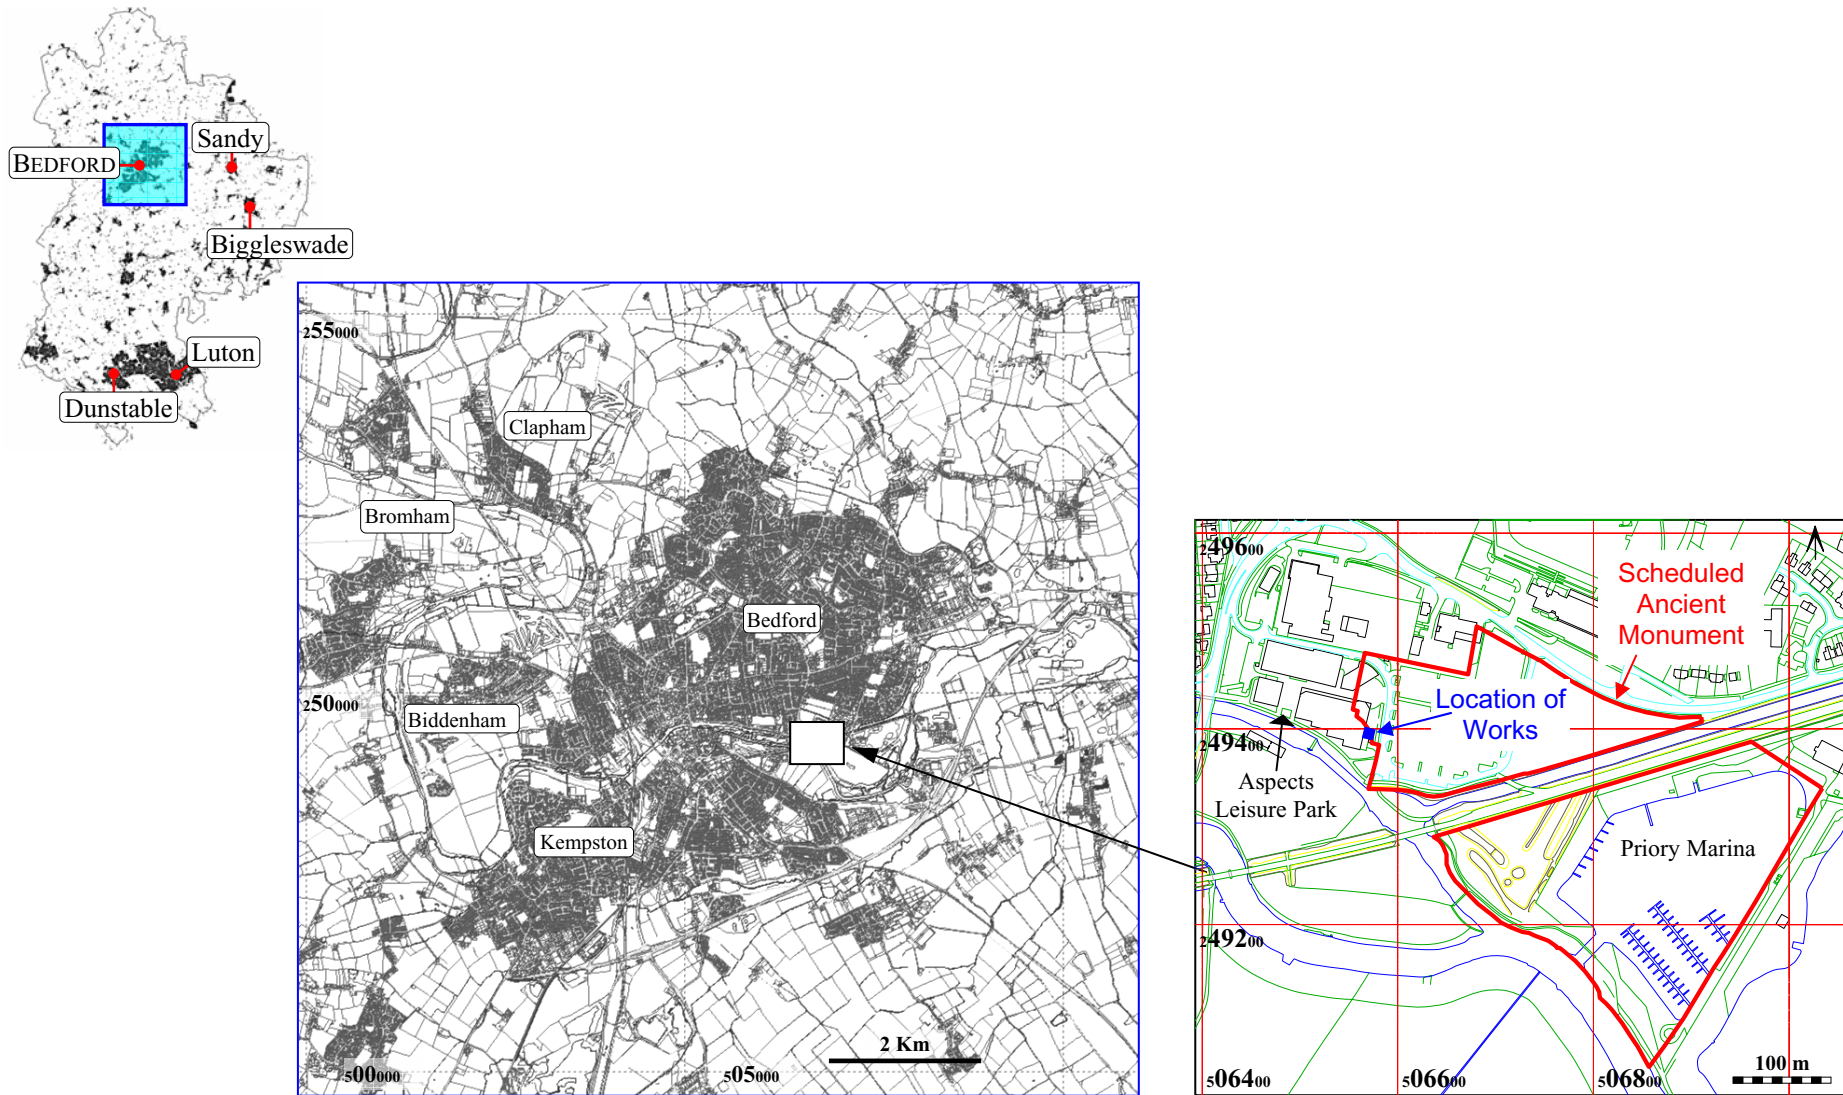 Sandy
BEDFORD
Biggleswade
Luton
Dunstable
255000
Clapham
Bromham
Bedford
250000
Biddenham
Kempston
2 Km
500000
505000
249600
Scheduled
Ancient
Monument
Location of
Works
249400
Aspects
Leisure Park
Priory Marina
249200
100 m
506400
506600
506800